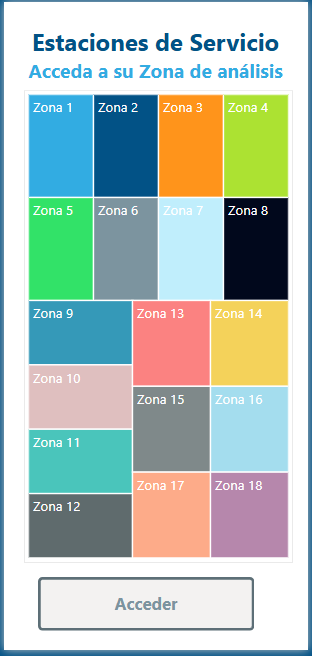 Estaciones de Servicio
Acceda a su Zona de análisis
Zona 1
Zona 2
Zona 3
Zona 4
Zona 5
Zona 6
Zona 7
Zona 8
Zona 9
Zona 10
Zona 11
Zona 12
Zona 13
Zona 14
Zona 15
Zona 16
Zona 17
Zona 18
Acceder